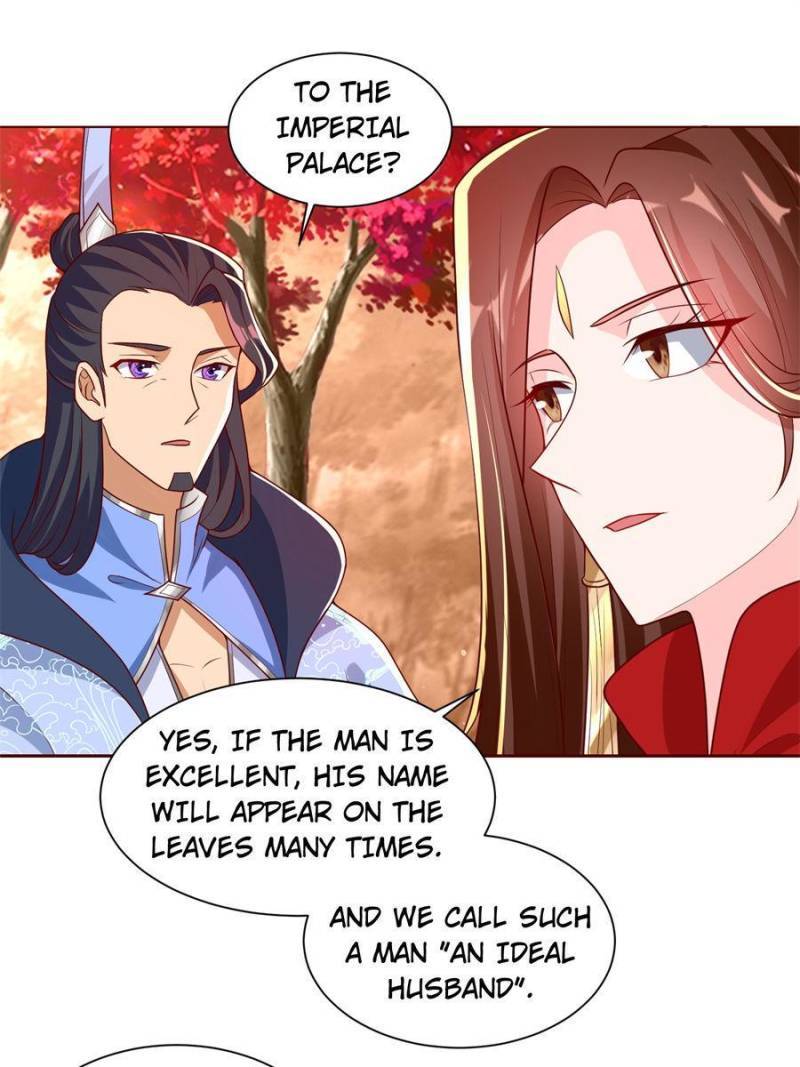 TO THE
IMPERIAL
PALACE?
YES, IF THE MAN IS
EXCELLENT, HIS NAME
WILL APPEAR ON THE
LEAVES MANY TIMES.
AND WE CALL SUCH
A MAN "AN IDEAL
HUSBAND".